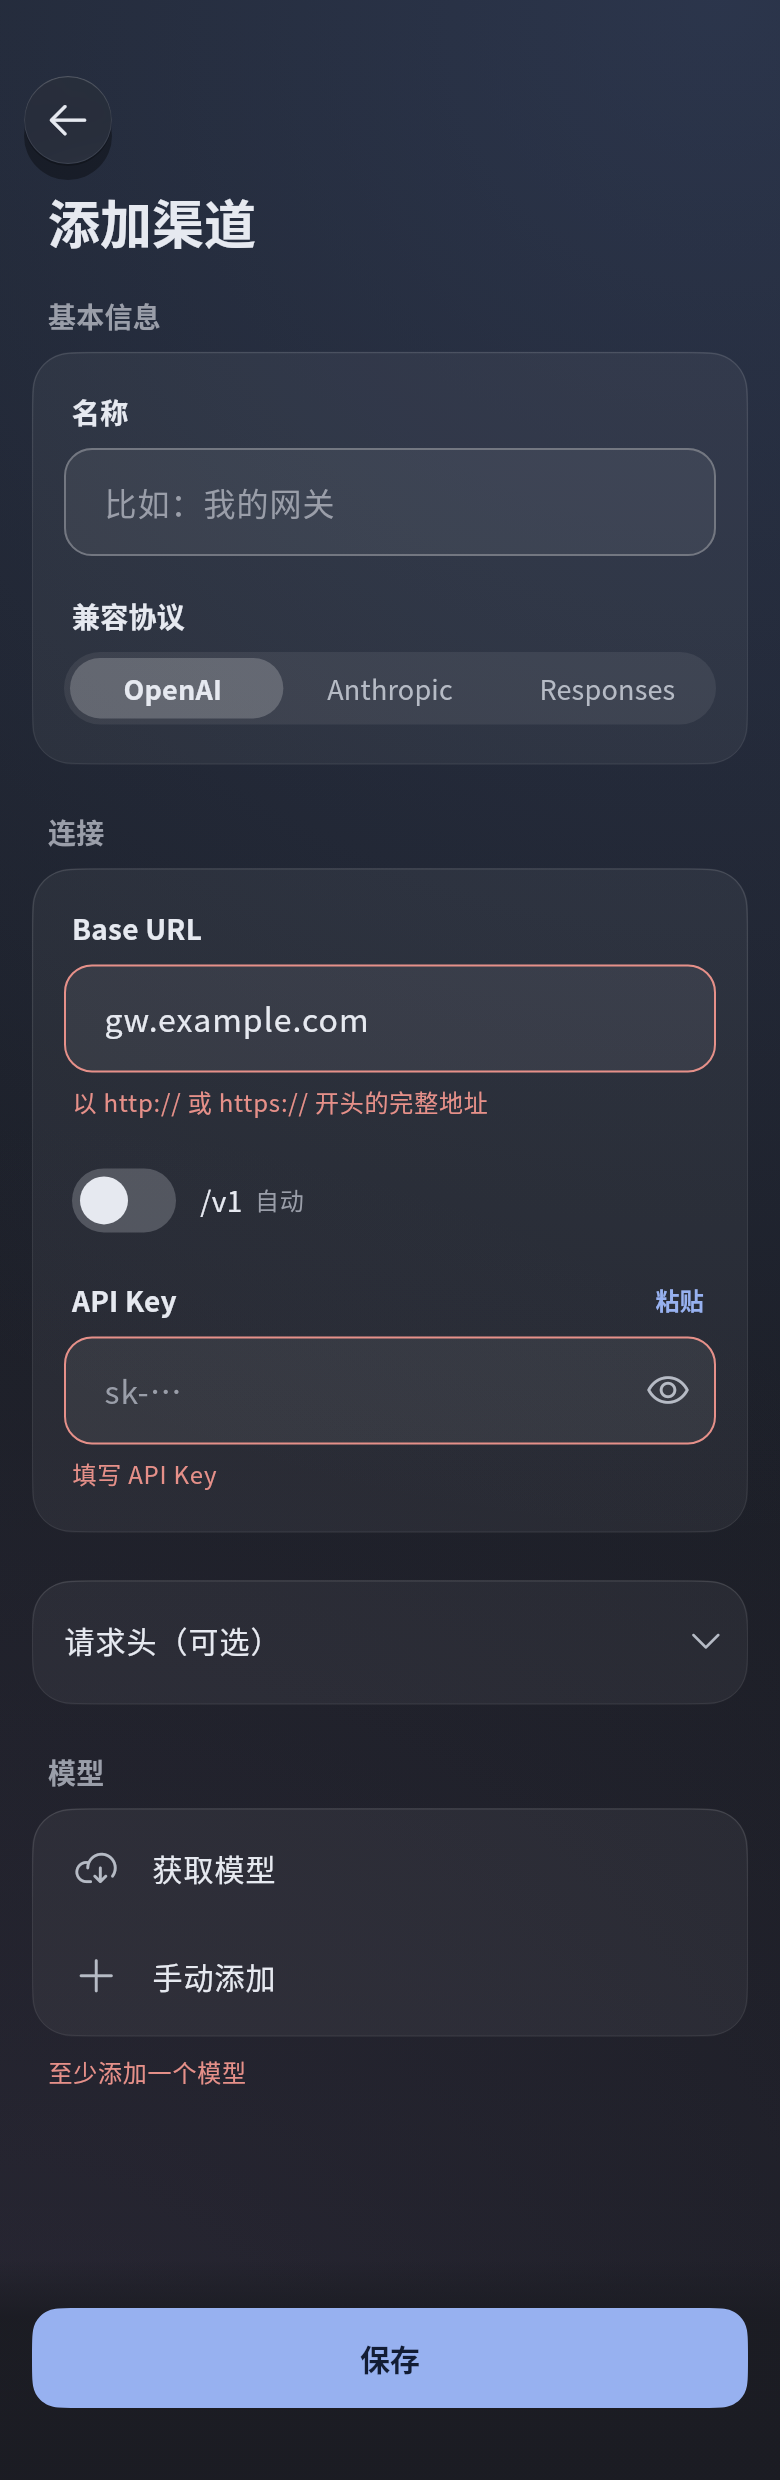 添加渠道
基本信息
名称
比如：我的网关
兼容协议
OpenAI Anthropic Responses
连接
Base URL
gw.example.com
以 http:// 或 https:// 开头的完整地址
/v1 自动
API Key 粘贴
sk-…
填写 API Key
请求头（可选）
模型
获取模型
手动添加
至少添加一个模型
保存